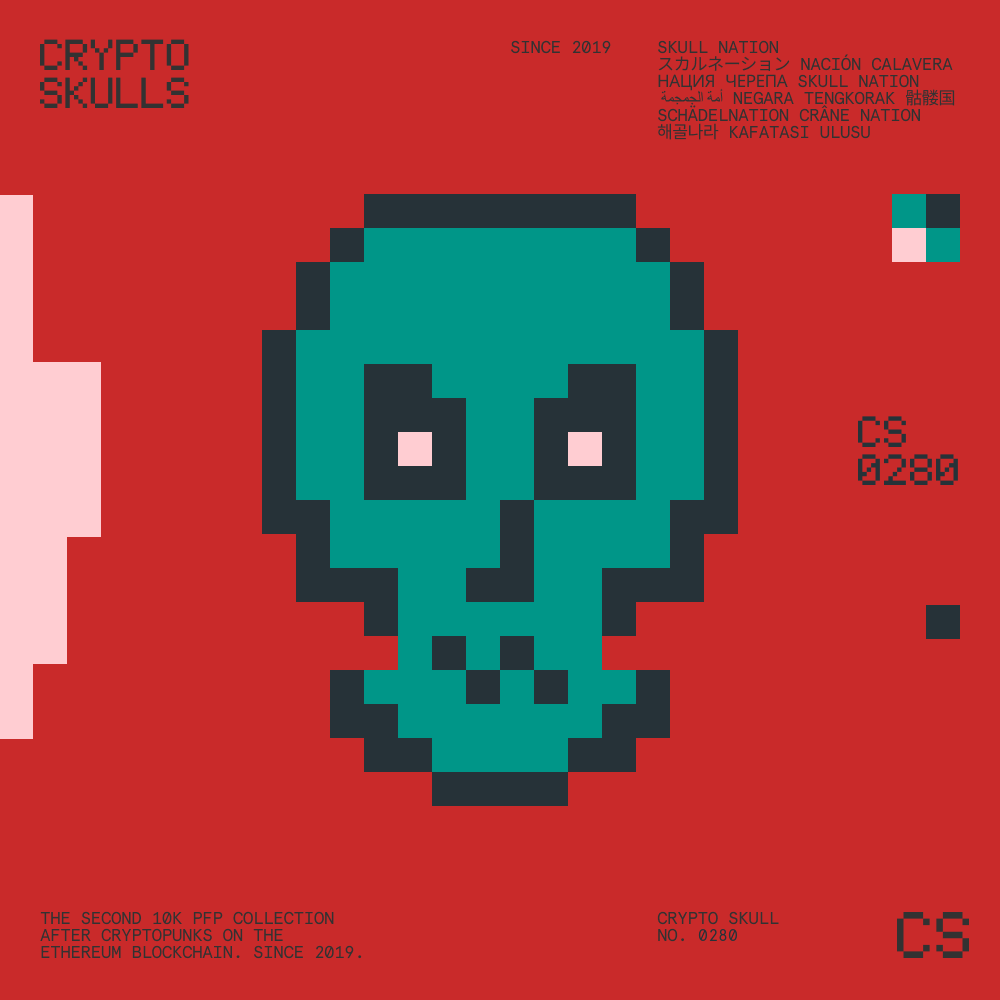 CRYPTO
SKULLS
SINCE 2019
SKULL NATION
スカルネーション NACIÓN CALAVERA
НАЦИЯ ЧЕРЕПА SKULL NATION
أمة الجمجمة NEGARA TENGKORAK 骷髅国
SCHÄDELNATION CRÂNE NATION
해골나라 KAFATASI ULUSU
CS
0280
THE SECOND 10K PFP COLLECTION
AFTER CRYPTOPUNKS ON THE
ETHEREUM BLOCKCHAIN. SINCE 2019.
CRYPTO SKULL
NO. 0280
CS